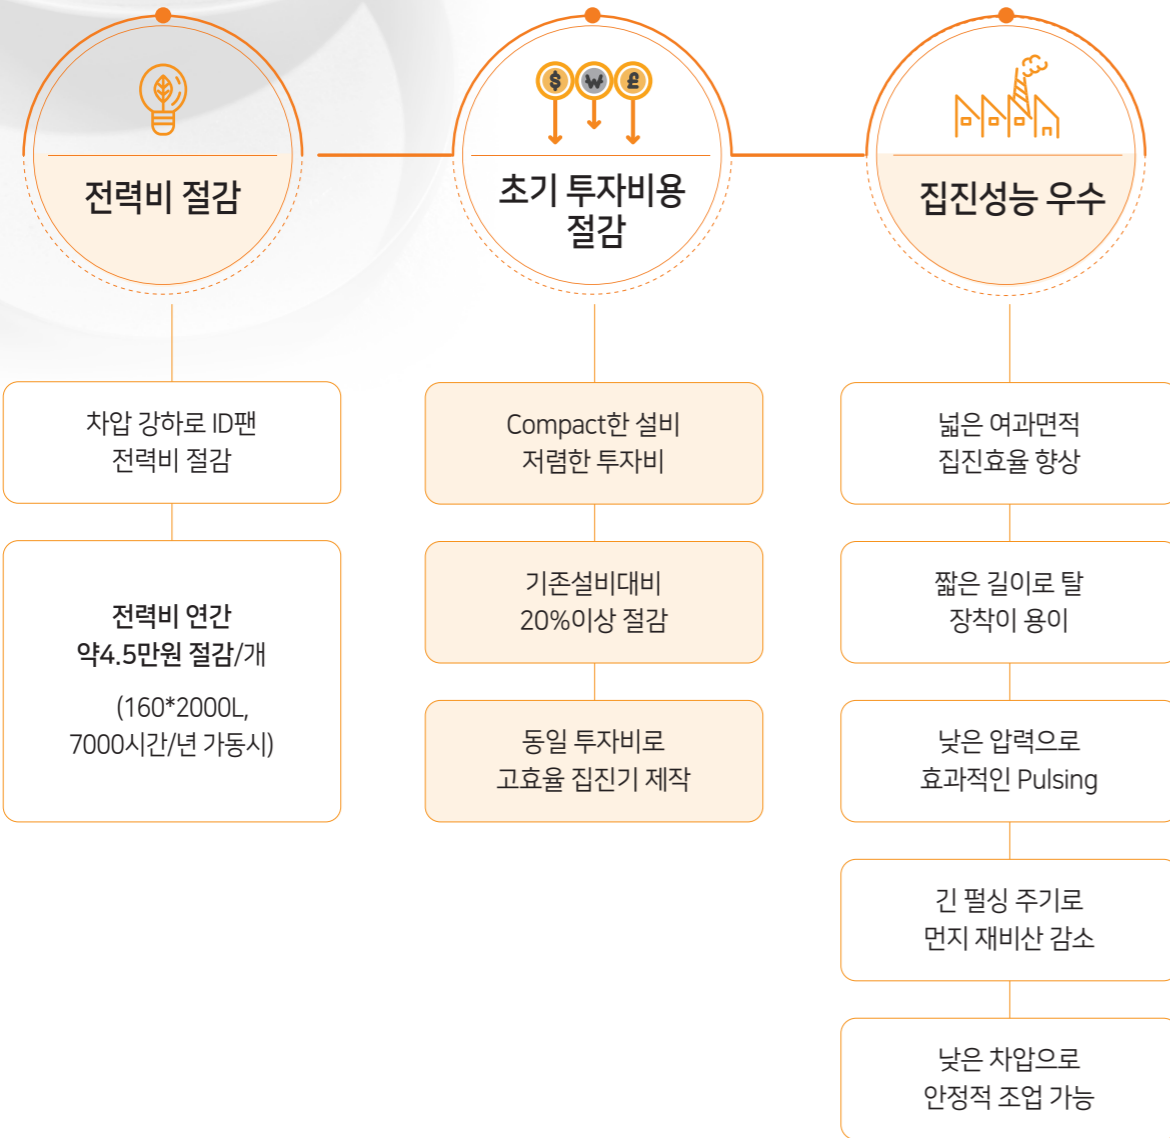 $ ₩ £
전력비 절감
초기 투자비용
절감
집진성능 우수
차압 강하로 ID팬
전력비 절감
전력비 연간
약4.5만원 절감/개
(160*2000L,
7000시간/년 가동시)
Compact한 설비
저렴한 투자비
기존설비대비
20%이상 절감
동일 투자비로
고효율 집진기 제작
넓은 여과면적
집진효율 향상
짧은 길이로 탈
장착이 용이
낮은 압력으로
효과적인 Pulsing
긴 펄싱 주기로
먼지 재비산 감소
낮은 차압으로
안정적 조업 가능